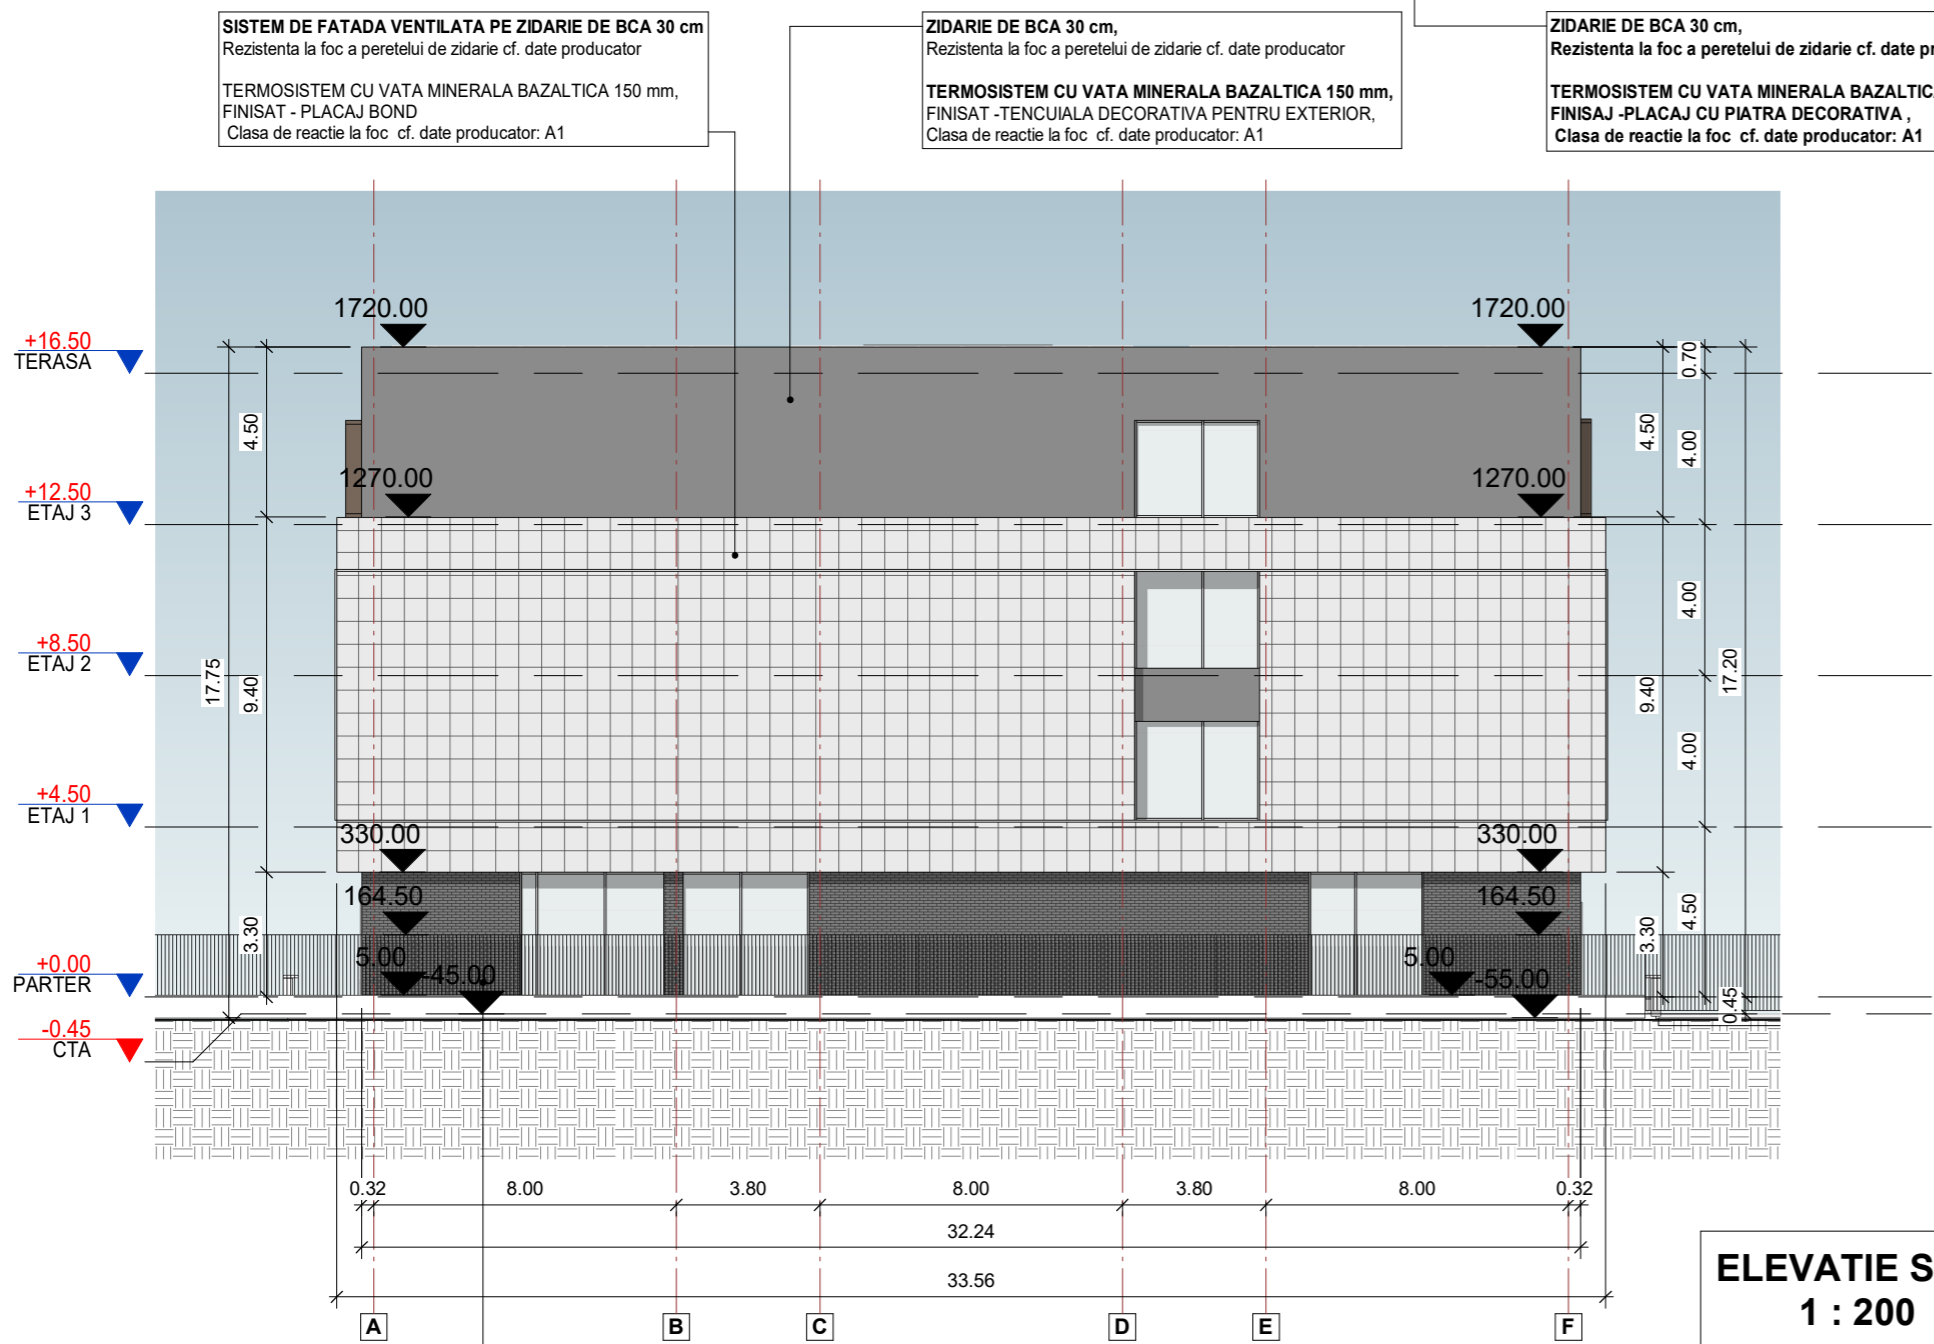 SISTEM DE FATADA VENTILATA PE ZIDARIE DE BCA 30 cm
Rezistenta la foc a peretelui de zidarie cf. date producator
TERMOSISTEM CU VATA MINERALA BAZALTICA 150 mm,
FINISAT - PLACAJ BOND
Clasa de reactie la foc cf. date producator: A1
ZIDARIE DE BCA 30 cm,
Rezistenta la foc a peretelui de zidarie cf. date producator
TERMOSISTEM CU VATA MINERALA BAZALTICA 150 mm,
FINISAT -TENCUIALA DECORATIVA PENTRU EXTERIOR,
Clasa de reactie la foc cf. date producator: A1
ZIDARIE DE BCA 30 cm,
Rezistenta la foc a peretelui de zidarie cf. date pr
TERMOSISTEM CU VATA MINERALA BAZALTIC
FINISAJ -PLACAJ CU PIATRA DECORATIVA ,
Clasa de reactie la foc cf. date producator: A1
+16.50
TERASA
+12.50
ETAJ 3
+8.50
ETAJ 2
+4.50
ETAJ 1
+0.00
PARTER
-0.45
CTA
17.75
4.50
9.40
3.30
1720.00
1720.00
1270.00
1270.00
330.00
330.00
164.50
164.50
5.00
-45.00
5.00
-55.00
4.50
9.40
3.30
0.70
4.00
4.00
4.00
4.50
17.20
0.45
0.32
8.00
3.80
8.00
3.80
8.00
0.32
32.24
33.56
A
B
C
D
E
F
ELEVATIE S
1 : 200